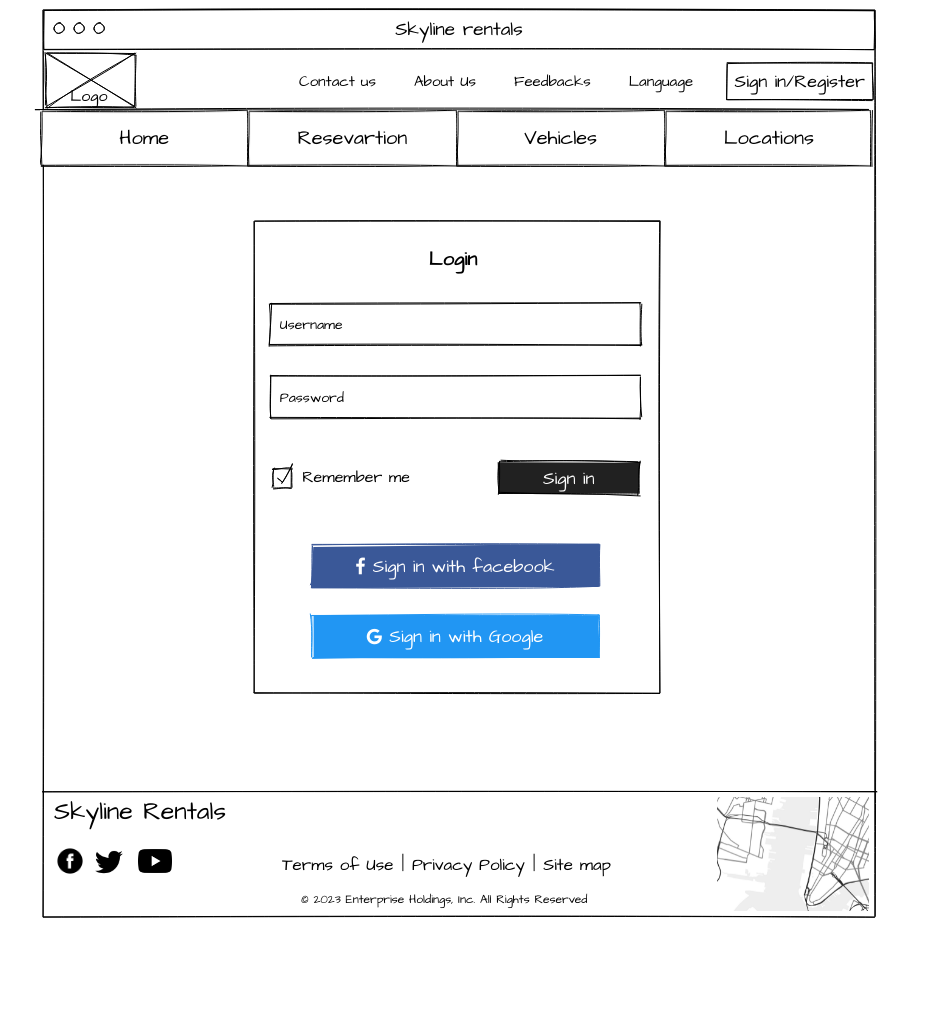 Skyline rentals
Logo
Contact us About Us Feedbacks Language Sign in/Register
Home Resevartion Vehicles Locations
Login
Username
Password
Remember me Sign in
f Sign in with facebook
G Sign in with Google
Skyline Rentals
f
Terms of Use | Privacy Policy | Site map
© 2023 Enterprise Holdings, Inc. All Rights Reserved